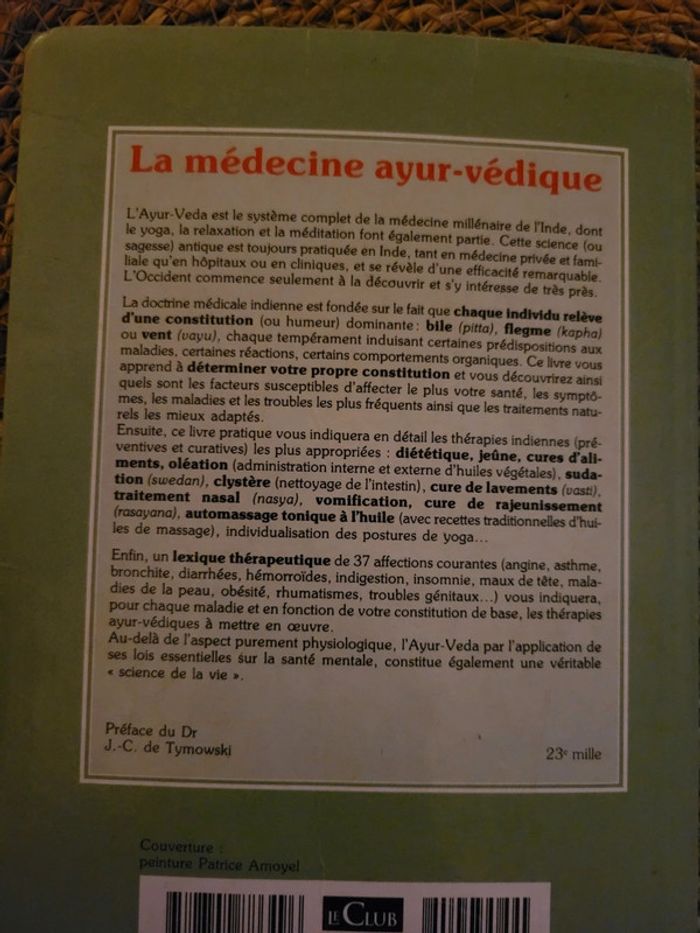 La médecine ayur-védique
L'Ayur-Veda est le système complet de la médecine millénaire de l'Inde, dont
le yoga, la relaxation et la méditation font également partie. Cette science (ou
sagesse) antique est toujours pratiquée en Inde, tant en médecine privée et fami-
liale qu'en hôpitaux ou en cliniques, et se révèle d'une efficacité remarquable.
L'Occident commence seulement à la découvrir et s'y intéresse de très près.
La doctrine médicale indienne est fondée sur le fait que chaque individu relève
d'une constitution (ou humeur) dominante : bile (pitta), flegme (kapha)
ou vent (vayu), chaque tempérament induisant certaines prédispositions aux
maladies, certaines réactions, certains comportements organiques. Ce livre vous
apprend à déterminer votre propre constitution et vous découvrirez ainsi
quels sont les facteurs susceptibles d'affecter le plus votre santé, les symptô-
mes, les maladies et les troubles les plus fréquents ainsi que les traitements natu-
rels les mieux adaptés.
Ensuite, ce livre pratique vous indiquera en détail les thérapies indiennes (pré-
ventives et curatives) les plus appropriées : diététique, jeûne, cures d'ali-
ments, oléation (administration interne et externe d'huiles végétales), suda-
tion (swedan), clystère (nettoyage de l'intestin), cure de lavements (vasti),
traitement nasal (nasya), vomification, cure de rajeunissement
(rasayana), automassage tonique à l'huile (avec recettes traditionnelles d'hui-
les de massage), individualisation des postures de yoga...
Enfin, un lexique thérapeutique de 37 affections courantes (angine, asthme,
bronchite, diarrhées, hémorroïdes, indigestion, insomnie, maux de tête, mala-
dies de la peau, obésité, rhumatismes, troubles génitaux...) vous indiquera,
pour chaque maladie et en fonction de votre constitution de base, les thérapies
ayur-védiques à mettre en œuvre.
Au-delà de l'aspect purement physiologique, l'Ayur-Veda par l'application de
ses lois essentielles sur la santé mentale, constitue également une véritable
« science de la vie ».
Préface du Dr
J.-C. de Tymowski
23e mille
Couverture :
peinture Patrice Amoyel
LE CLUB